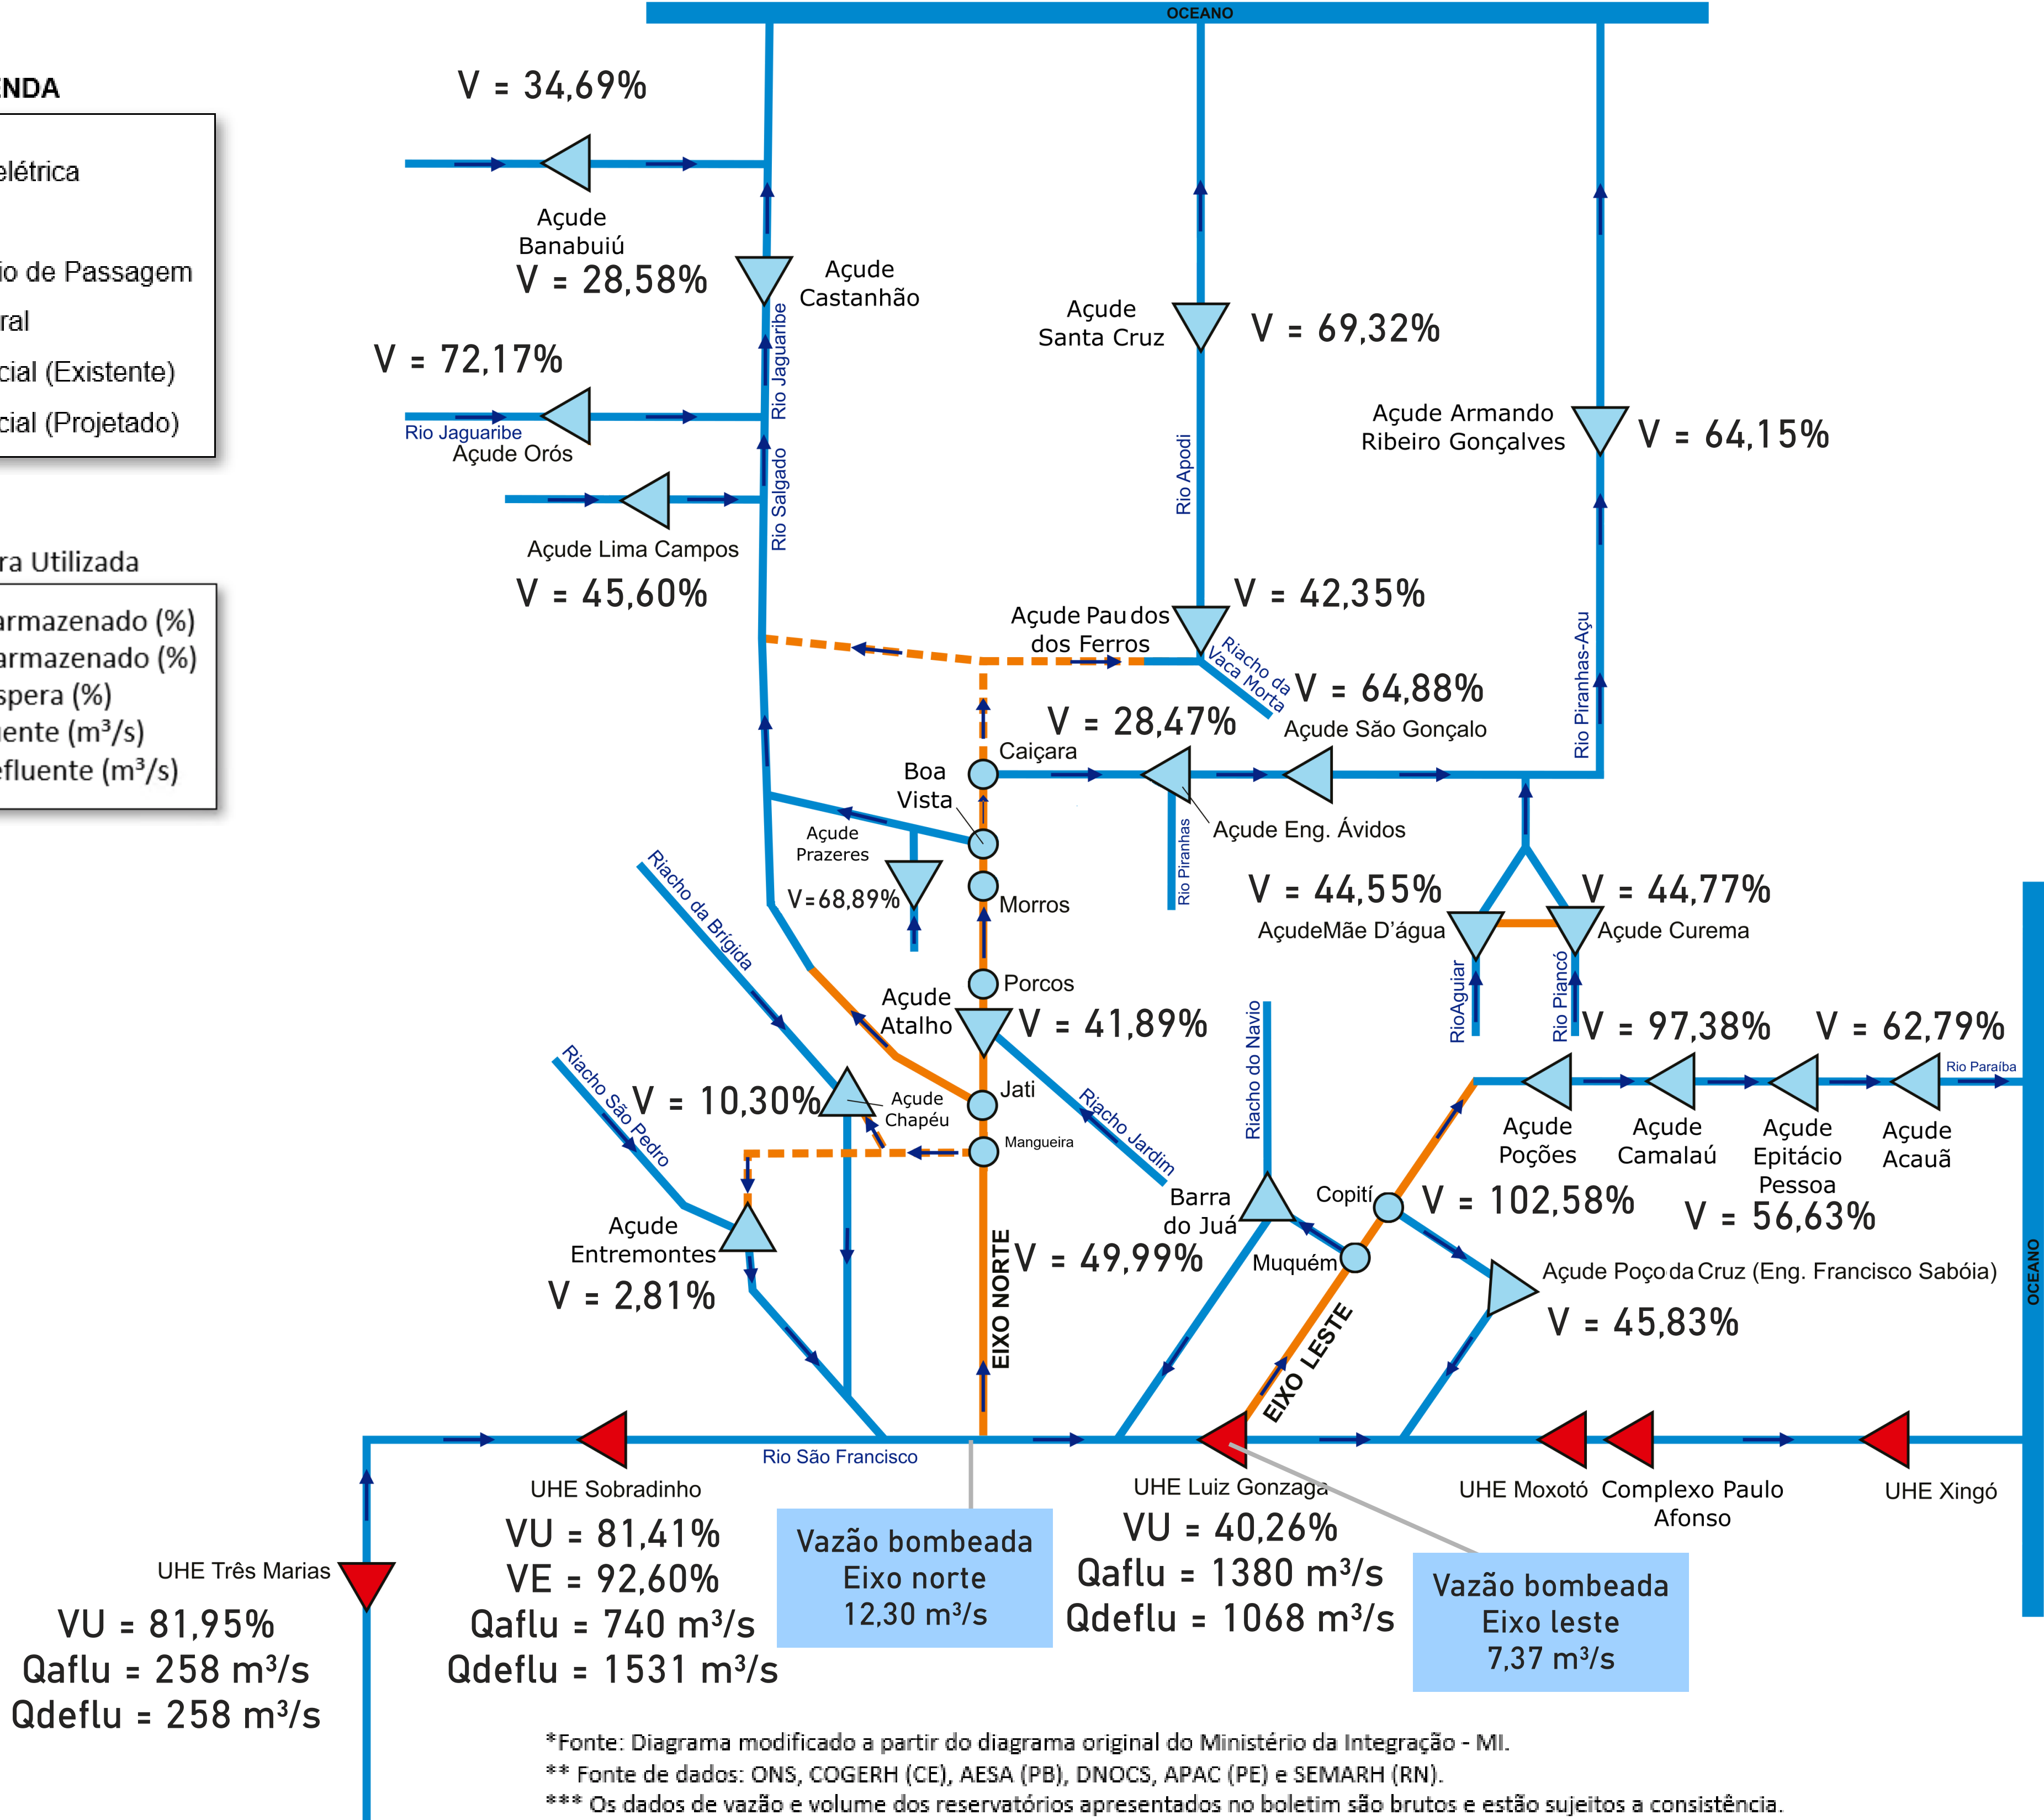 OCEANO
V = 34,69%
ENDA
elétrica
io de Passagem
ral
cial (Existente)
cial (Projetado)
ra Utilizada
armazenado (%)
armazenado (%)
spera (%)
uente (m³/s)
efluente (m³/s)
Açude
Banabuiú
V = 28,58%
Açude
Castanhão
Rio Jaguaribe
V = 72,17%
Rio Jaguaribe
Açude Orós
Rio Salgado
Açude Lima Campos
V = 45,60%
Açude
Santa Cruz
V = 69,32%
Rio Apodi
Açude Armando
Ribeiro Gonçalves
V = 64,15%
Rio Piranhas-Açu
Açude Pau dos
dos Ferros
V = 42,35%
Riacho da
Vaca Morta
V = 64,88%
Açude São Gonçalo
V = 28,47%
Caiçara
Boa
Vista
Açude Eng. Ávidos
Rio Piranhas
Açude
Prazeres
V=68,89%
Morros
Porcos
V = 44,55%
AçudeMãe D'água
V = 44,77%
Açude Curema
RioAguiar
Rio Piancó
Riacho da Brígida
Açude
Atalho
V = 41,89%
Riacho Jardim
Jati
Mangueira
Riacho São Pedro
V = 10,30%
Açude
Chapéu
Açude
Entremontes
V = 2,81%
EIXO NORTE
V = 49,99%
Riacho do Navio
Barra
do Juá
Muquém
Copití
EIXO LESTE
V = 97,38%
V = 62,79%
Rio Paraíba
Açude
Poções
Açude
Camalaú
Açude
Epitácio
Pessoa
Açude
Acauã
V = 102,58%
V = 56,63%
Açude Poço da Cruz (Eng. Francisco Sabóia)
V = 45,83%
OCEANO
Rio São Francisco
UHE Sobradinho
VU = 81,41%
VE = 92,60%
Qaflu = 740 m³/s
Qdeflu = 1531 m³/s
Vazão bombeada
Eixo norte
12,30 m³/s
UHE Luiz Gonzaga
VU = 40,26%
Qaflu = 1380 m³/s
Qdeflu = 1068 m³/s
Vazão bombeada
Eixo leste
7,37 m³/s
UHE Moxotó
Complexo Paulo
Afonso
UHE Xingó
UHE Três Marias
VU = 81,95%
Qaflu = 258 m³/s
Qdeflu = 258 m³/s
*Fonte: Diagrama modificado a partir do diagrama original do Ministério da Integração - MI.
** Fonte de dados: ONS, COGERH (CE), AESA (PB), DNOCS, APAC (PE) e SEMARH (RN).
*** Os dados de vazão e volume dos reservatórios apresentados no boletim são brutos e estão sujeitos a consistência.